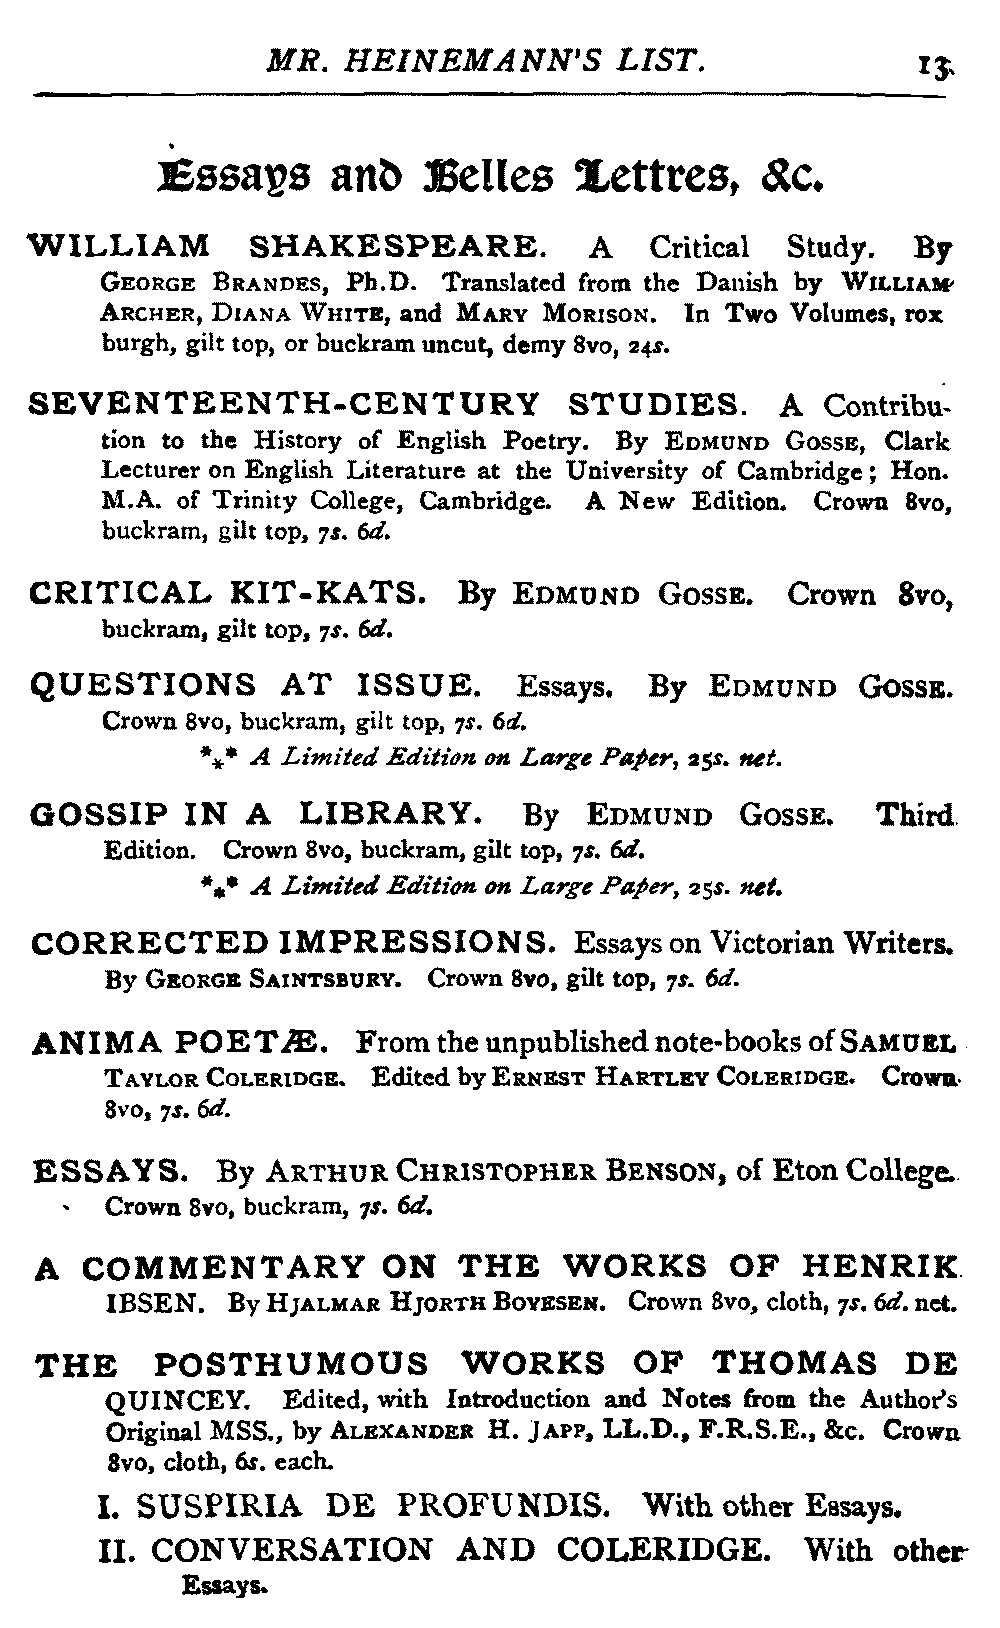 MR. HEINEMANN'S LIST. 13
Essays and Belles Lettres, &c.
WILLIAM SHAKESPEARE. A Critical Study. By
GEORGE BRANDES, Ph.D. Translated from the Danish by WILLIAM
ARCHER, DIANA WHITE, and MARY MORISON. In Two Volumes, rox
burgh, gilt top, or buckram uncut, demy 8vo, 24s.
SEVENTEENTH-CENTURY STUDIES. A Contribu-
tion to the History of English Poetry. By EDMUND GOSSE, Clark
Lecturer on English Literature at the University of Cambridge; Hon.
M.A. of Trinity College, Cambridge. A New Edition. Crown 8vo,
buckram, gilt top, 7s. 6d.
CRITICAL KIT-KATS. By EDMUND GOSSE. Crown 8vo,
buckram, gilt top, 7s. 6d.
QUESTIONS AT ISSUE. Essays. By EDMUND GOSSE.
Crown 8vo, buckram, gilt top, 7s. 6d.
*** A Limited Edition on Large Paper, 25s. net.
GOSSIP IN A LIBRARY. By EDMUND GOSSE. Third
Edition. Crown 8vo, buckram, gilt top, 7s. 6d.
*** A Limited Edition on Large Paper, 25s. net.
CORRECTED IMPRESSIONS. Essays on Victorian Writers.
By GEORGE SAINTSBURY. Crown 8vo, gilt top, 7s. 6d.
ANIMA POETÆ. From the unpublished note-books of SAMUEL
TAYLOR COLERIDGE. Edited by ERNEST HARTLEY COLERIDGE. Crown
8vo, 7s. 6d.
ESSAYS. By ARTHUR CHRISTOPHER BENSON, of Eton College.
Crown 8vo, buckram, 7s. 6d.
A COMMENTARY ON THE WORKS OF HENRIK
IBSEN. By HJALMAR HJORTH BOYESEN. Crown 8vo, cloth, 7s. 6d. net.
THE POSTHUMOUS WORKS OF THOMAS DE
QUINCEY. Edited, with Introduction and Notes from the Author's
Original MSS., by ALEXANDER H. JAPP, LL.D., F.R.S.E., &c. Crown
8vo, cloth, 6s. each.
I. SUSPIRIA DE PROFUNDIS. With other Essays.
II. CONVERSATION AND COLERIDGE. With other
Essays.